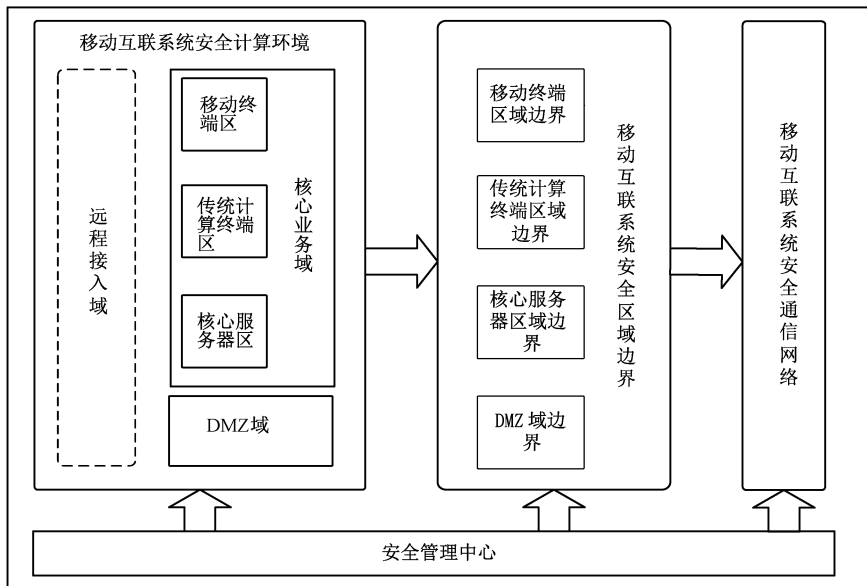 移动互联系统安全计算环境
远程接入域
移动终
端区
传统计
算终端
区
核心服
务器区
核心业务域
DMZ域
移动终端
区域边界
传统计算
终端区域
边界
核心服务
器区域边
界
DMZ 域边
界
移动互联系统安全区域边界
移动互联系统安全通信网络
安全管理中心